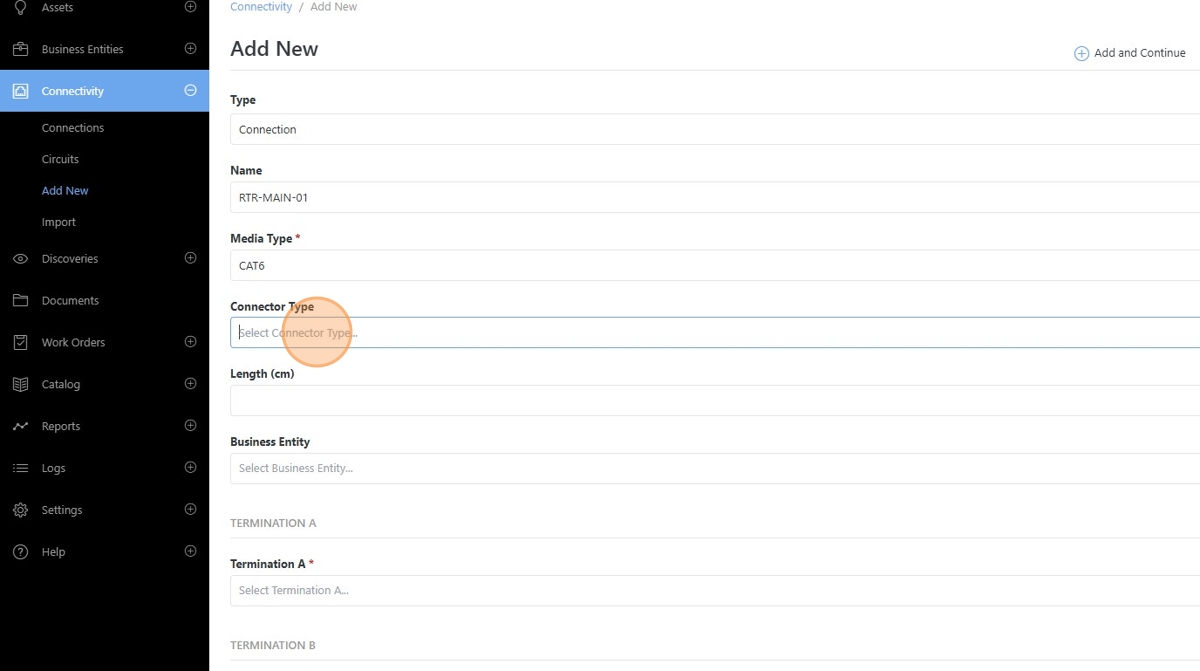 Assets
Business Entities
Connectivity
Connections
Circuits
Add New
Import
Discoveries
Documents
Work Orders
Catalog
Reports
Logs
Settings
Help
Connectivity / Add New
Add New
Add and Continue
Type
Connection
Name
RTR-MAIN-01
Media Type *
CAT6
Connector Type
Select Connector Type...
Length (cm)
Business Entity
Select Business Entity...
TERMINATION A
Termination A *
Select Termination A...
TERMINATION B